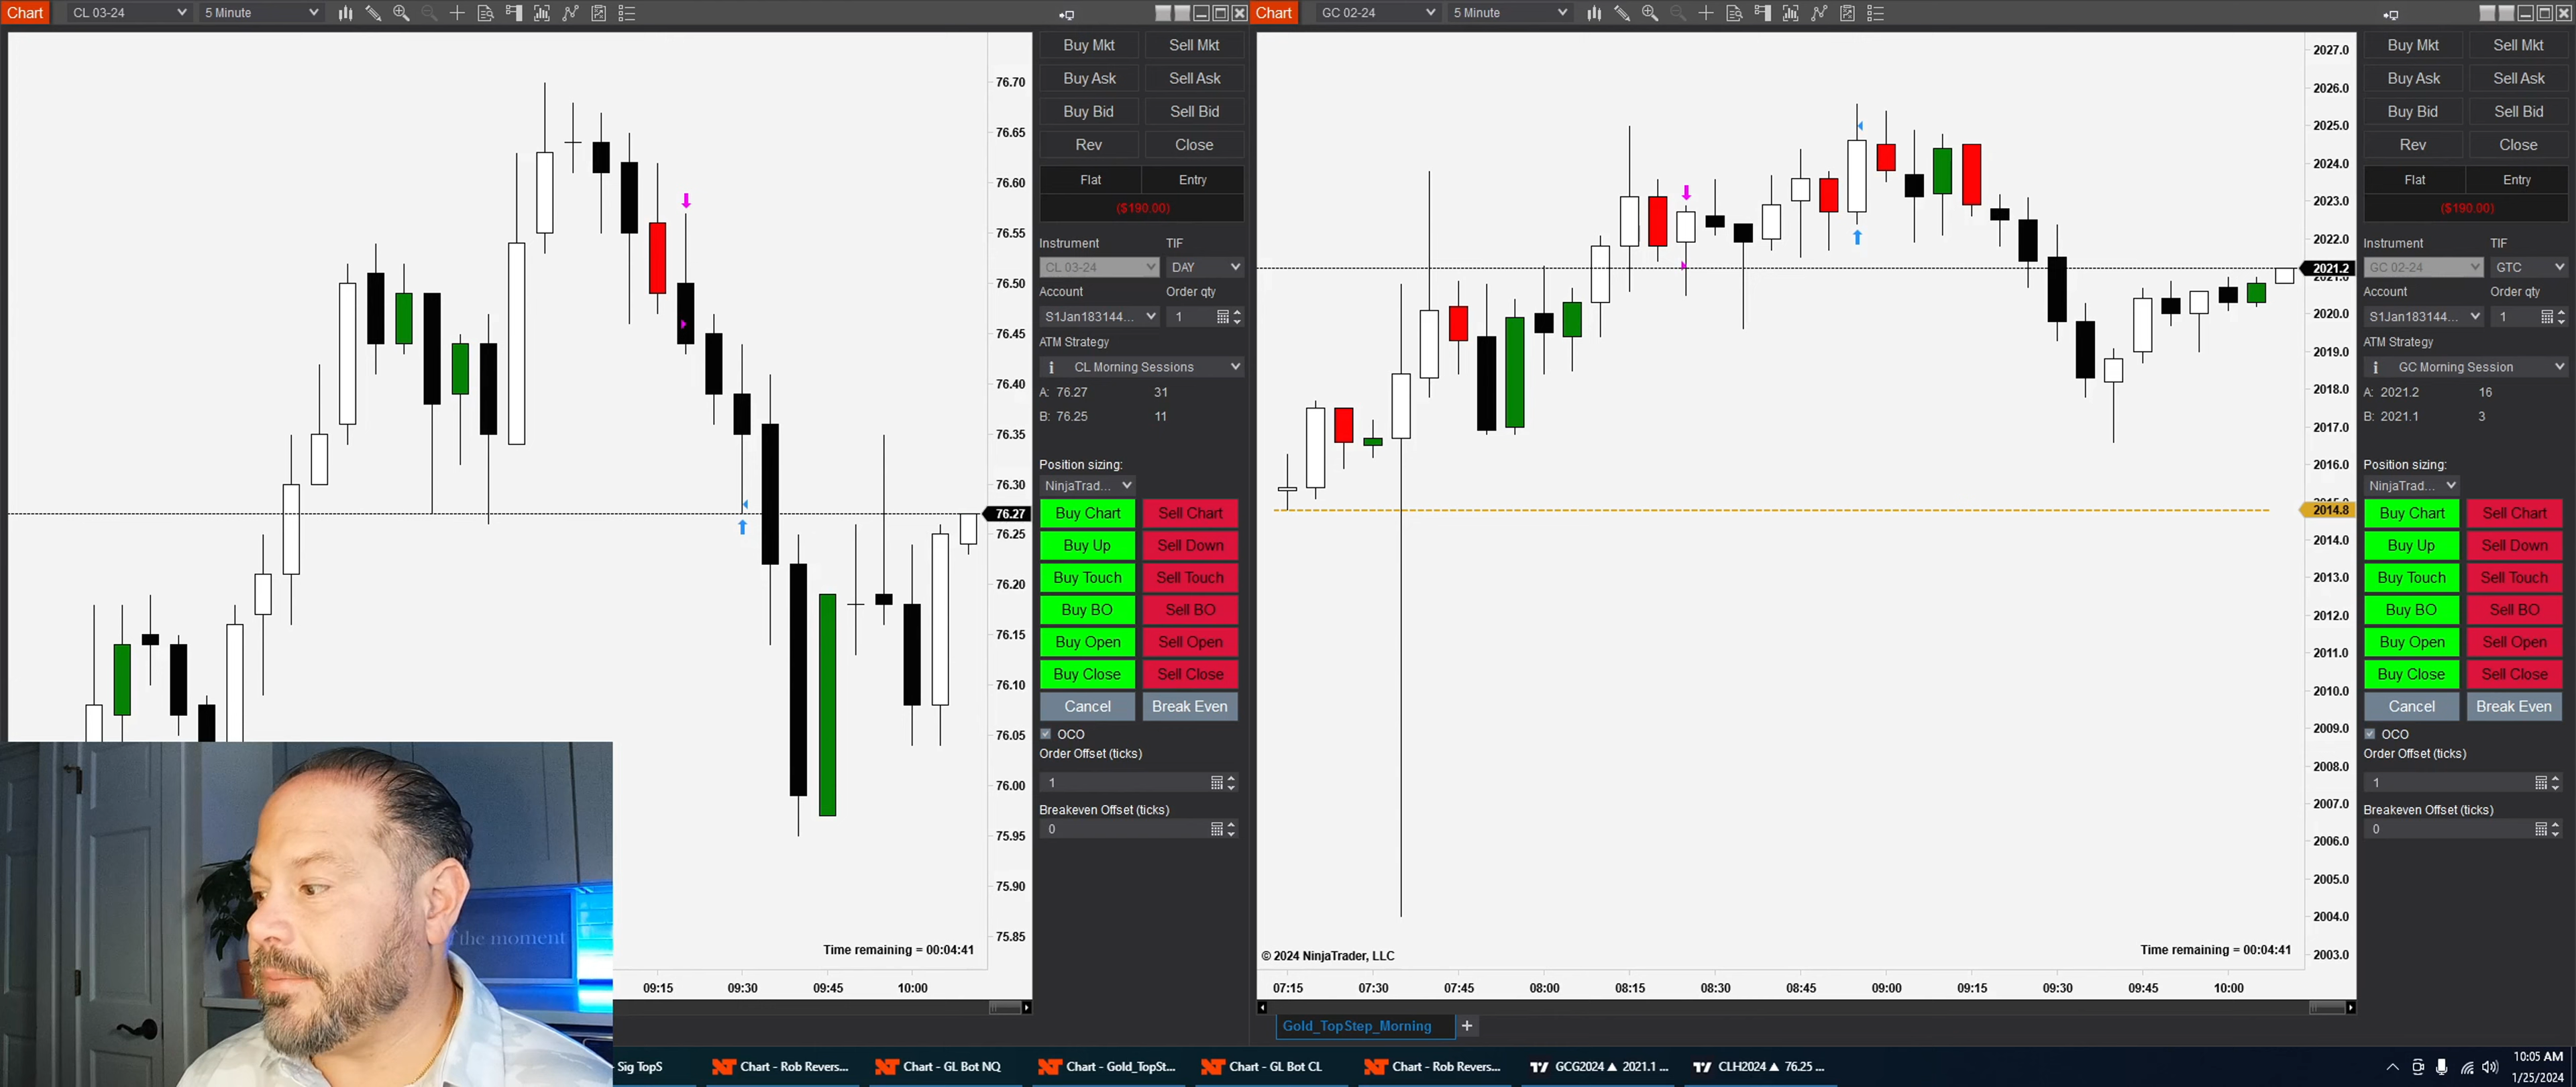 Chart CL 03-24 5 Minute
Chart GC 02-24 5 Minute
76.70
76.65
76.60
76.55
76.50
76.45
76.40
76.35
76.30
76.27
76.25
76.20
76.15
76.10
76.05
76.00
75.95
75.90
75.85
Time remaining = 00:04:41
09:15 09:30 09:45 10:00
Buy Mkt Sell Mkt
Buy Ask Sell Ask
Buy Bid Sell Bid
Rev Close
Flat Entry
($190.00)
Instrument TIF
CL 03-24 DAY
Account Order qty
S1Jan183144... 1
ATM Strategy
CL Morning Sessions
A: 76.27 31
B: 76.25 11
Position sizing:
NinjaTrad...
Buy Chart Sell Chart
Buy Up Sell Down
Buy Touch Sell Touch
Buy BO Sell BO
Buy Open Sell Open
Buy Close Sell Close
Cancel Break Even
OCO
Order Offset (ticks)
1
Breakeven Offset (ticks)
0
the moment
2027.0
2026.0
2025.0
2024.0
2023.0
2022.0
2021.2
2020.0
2019.0
2018.0
2017.0
2016.0
2014.8
2014.0
2013.0
2012.0
2011.0
2010.0
2009.0
2008.0
2007.0
2006.0
2005.0
2004.0
2003.0
© 2024 NinjaTrader, LLC
Time remaining = 00:04:41
07:15 07:30 07:45 08:00 08:15 08:30 08:45 09:00 09:15 09:30 09:45 10:00
Gold_TopStep_Morning +
Buy Mkt Sell Mkt
Buy Ask Sell Ask
Buy Bid Sell Bid
Rev Close
Flat Entry
($190.00)
Instrument TIF
GC 02-24 GTC
Account Order qty
S1Jan183144... 1
ATM Strategy
GC Morning Session
A: 2021.2 16
B: 2021.1 3
Position sizing:
NinjaTrad...
Buy Chart Sell Chart
Buy Up Sell Down
Buy Touch Sell Touch
Buy BO Sell BO
Buy Open Sell Open
Buy Close Sell Close
Cancel Break Even
OCO
Order Offset (ticks)
1
Breakeven Offset (ticks)
0
Sig TopS Chart - Rob Revers... Chart - GL Bot NQ Chart - Gold_TopSt... Chart - GL Bot CL Chart - Rob Revers... GCG2024 ▲ 2021.1 ... CLH2024 ▲ 76.25 ...
10:05 AM
1/25/2024